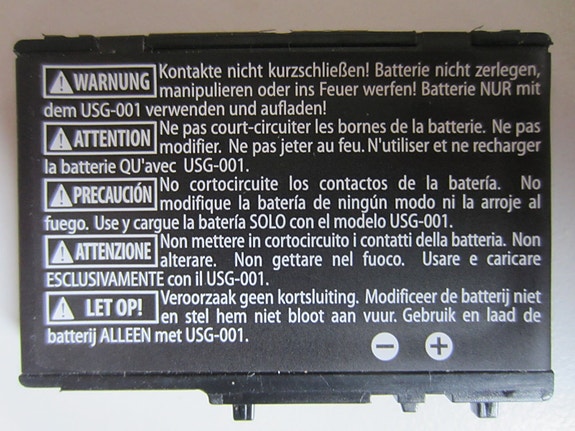 ⚠ WARNUNG Kontakte nicht kurzschließen! Batterie nicht zerlegen,
manipulieren oder ins Feuer werfen! Batterie NUR mit
dem USG-001 verwenden und aufladen!
⚠ ATTENTION Ne pas court-circuiter les bornes de la batterie. Ne pas
modifier. Ne pas jeter au feu. N'utiliser et ne recharger
la batterie QU'avec USG-001.
⚠ PRECAUCIÓN No cortocircuite los contactos de la batería. No
modifique la batería de ningún modo ni la arroje al
fuego. Use y cargue la batería SOLO con el modelo USG-001.
⚠ ATTENZIONE Non mettere in cortocircuito i contatti della batteria. Non
alterare. Non gettare nel fuoco. Usare e caricare
ESCLUSIVAMENTE con il USG-001.
⚠ LET OP! Veroorzaak geen kortsluiting. Modificeer de batterij niet
en stel hem niet bloot aan vuur. Gebruik en laad de
batterij ALLEEN met USG-001.
− +